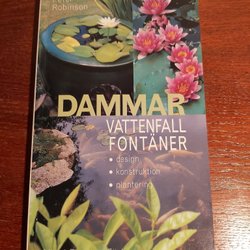 Robinson
DAMMAR
VATTENFALL
FONTÄNER
• design
• konstruktion
• plantering